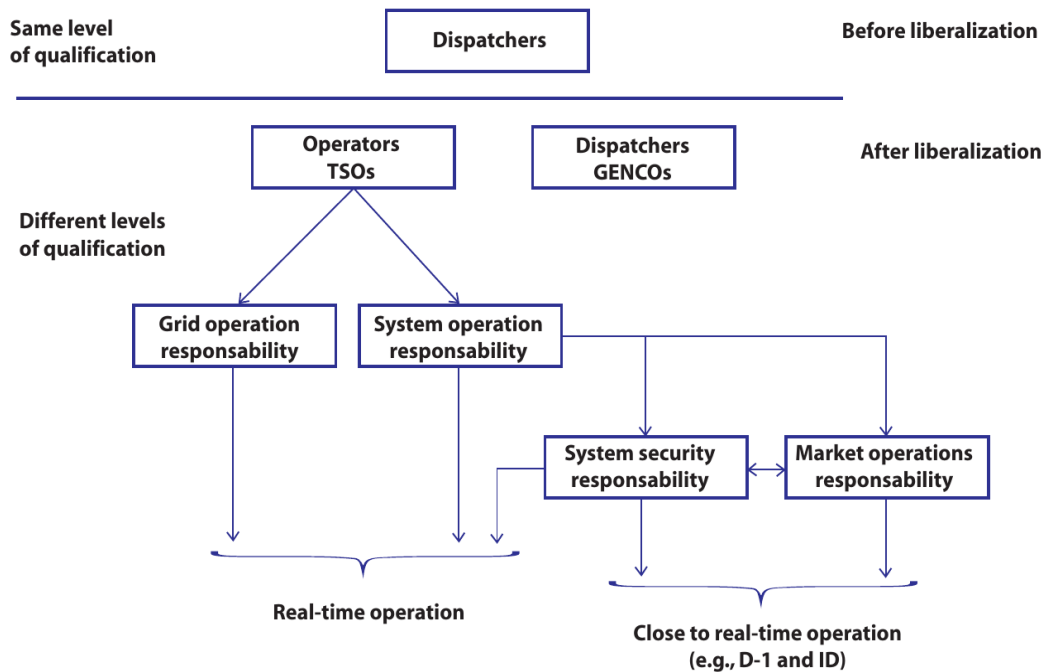 Same level
of qualification
Dispatchers
Before liberalization
Operators
TSOs
Dispatchers
GENCOs
After liberalization
Different levels
of qualification
Grid operation
responsability
System operation
responsability
System security
responsability
Market operations
responsability
Real-time operation
Close to real-time operation
(e.g., D-1 and ID)